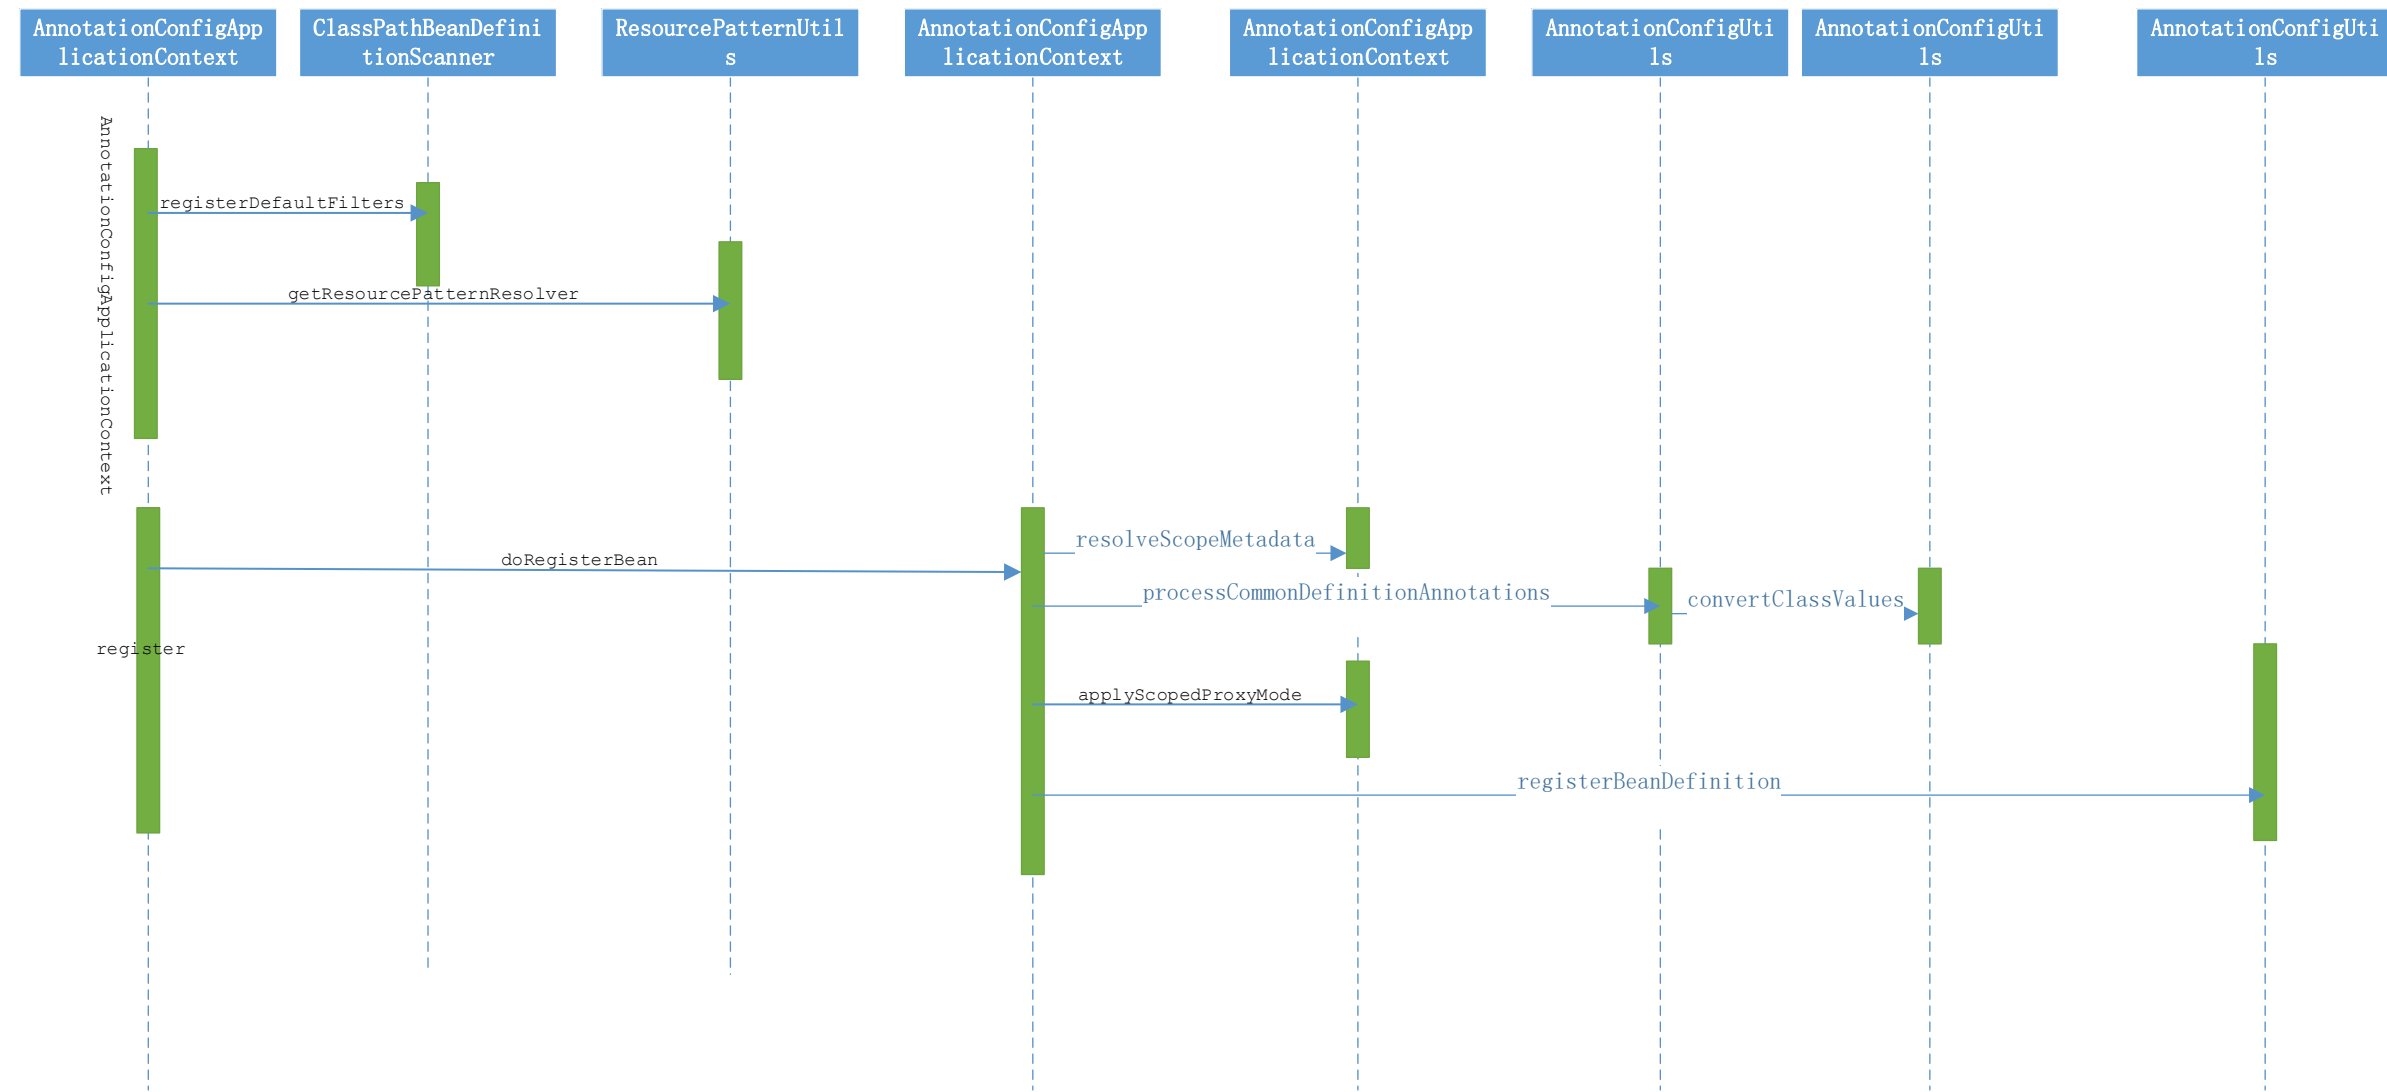 AnnotationConfigApp
licationContext
ClassPathBeanDefini
tionScanner
ResourcePatternUtil
s
AnnotationConfigApp
licationContext
AnnotationConfigApp
licationContext
AnnotationConfigUti
ls
AnnotationConfigUti
ls
AnnotationConfigUti
ls
AnnotationConfigApplicationContext
registerDefaultFilters
getResourcePatternResolver
resolveScopeMetadata
doRegisterBean
processCommonDefinitionAnnotations
convertClassValues
register
applyScopedProxyMode
registerBeanDefinition